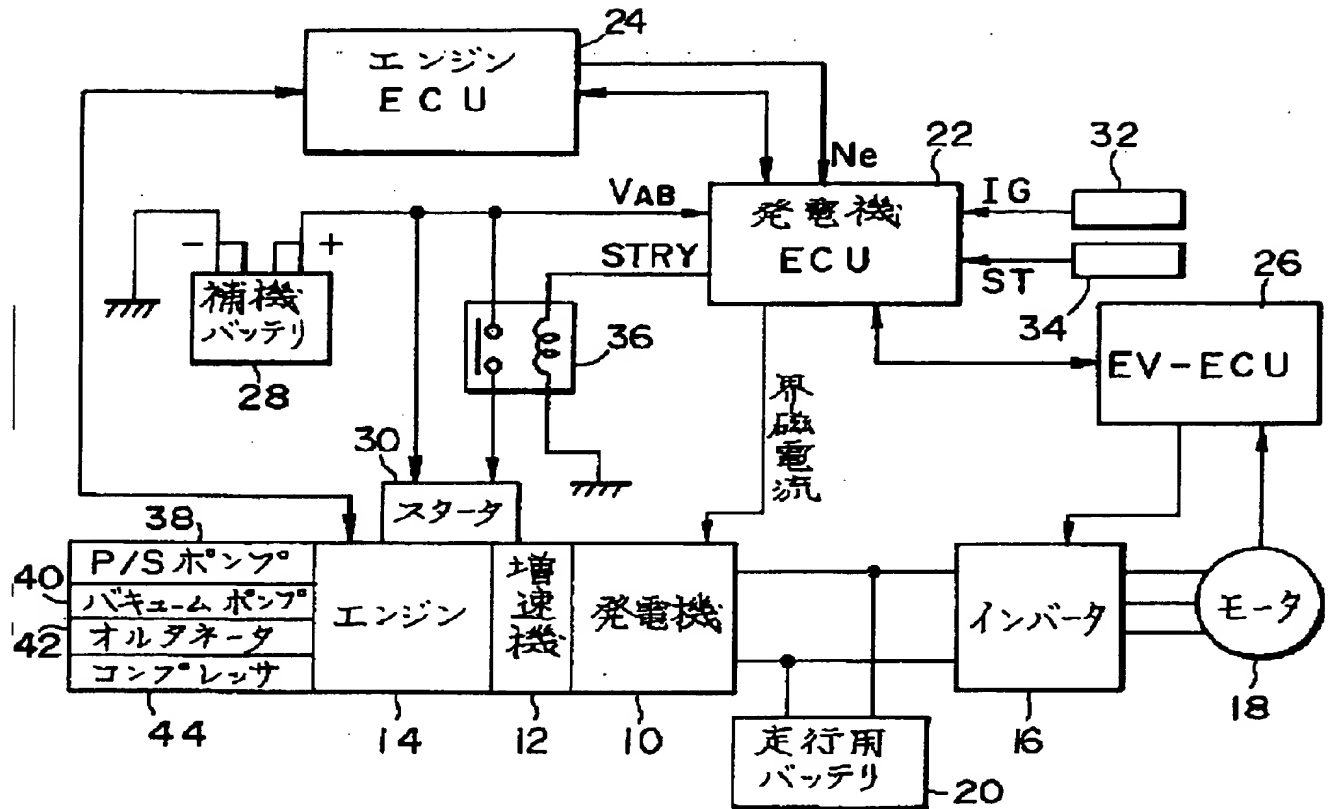 24
エンジン
ECU
Ne
22
32
VAB
発電機
ECU
IG
STRY
ST
34
26
- +
補機
バッテリ
28
36
EV-ECU
界磁電流
30
スタータ
38
P/Sポンプ
40
バキュームポンプ
42
オルタネータ
コンプレッサ
44
エンジン
14
増速機
12
発電機
10
インバータ
16
モータ
18
走行用
バッテリ
20